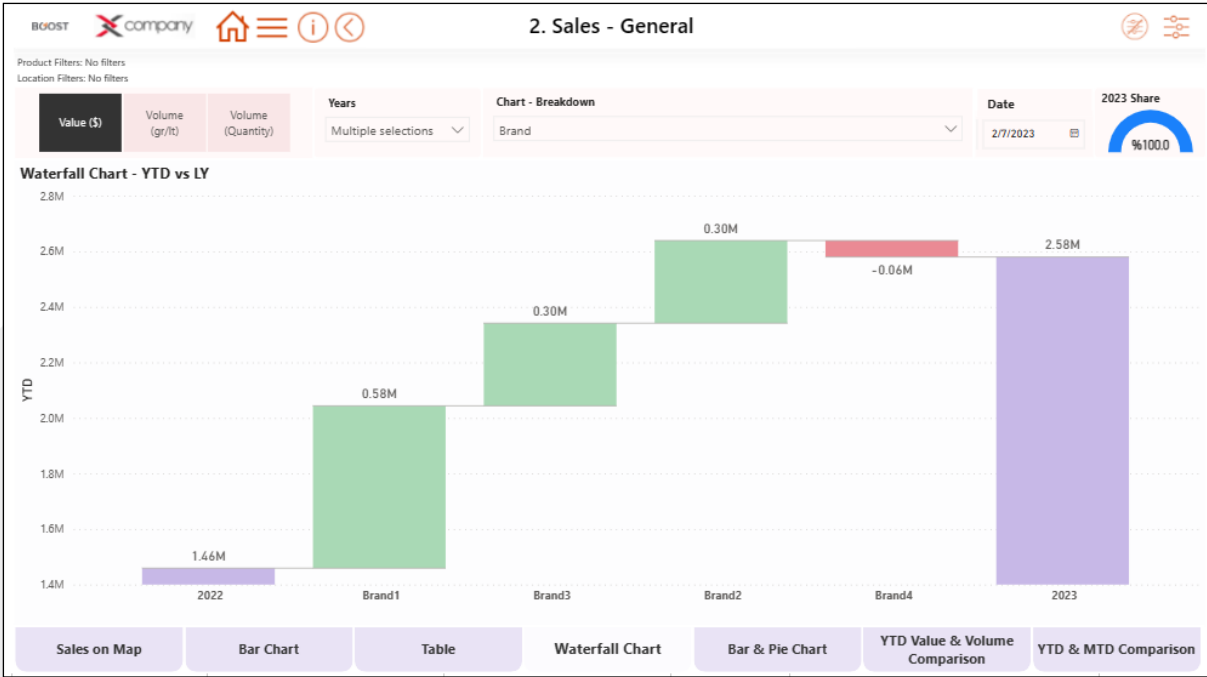 BOOST
company
i
2. Sales - General
Product Filters: No filters
Location Filters: No filters
Value ($)
Volume
(gr/lt)
Volume
(Quantity)
Years
Multiple selections
Chart - Breakdown
Brand
Date
2/7/2023
2023 Share
%100.0
Waterfall Chart - YTD vs LY
YTD
2.8M
2.6M
2.4M
2.2M
2.0M
1.8M
1.6M
1.4M
1.46M
0.58M
0.30M
0.30M
-0.06M
2.58M
2022
Brand1
Brand3
Brand2
Brand4
2023
Sales on Map
Bar Chart
Table
Waterfall Chart
Bar & Pie Chart
YTD Value & Volume
Comparison
YTD & MTD Comparison